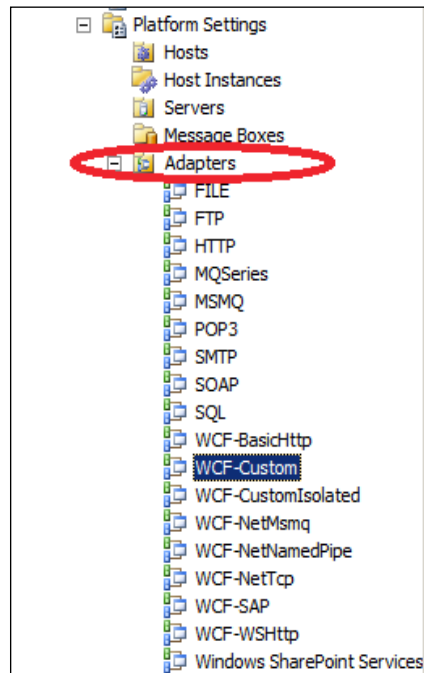 Platform Settings
Hosts
Host Instances
Servers
Message Boxes
Adapters
FILE
FTP
HTTP
MQSeries
MSMQ
POP3
SMTP
SOAP
SQL
WCF-BasicHttp
WCF-Custom
WCF-CustomIsolated
WCF-NetMsmq
WCF-NetNamedPipe
WCF-NetTcp
WCF-SAP
WCF-WSHttp
Windows SharePoint Services